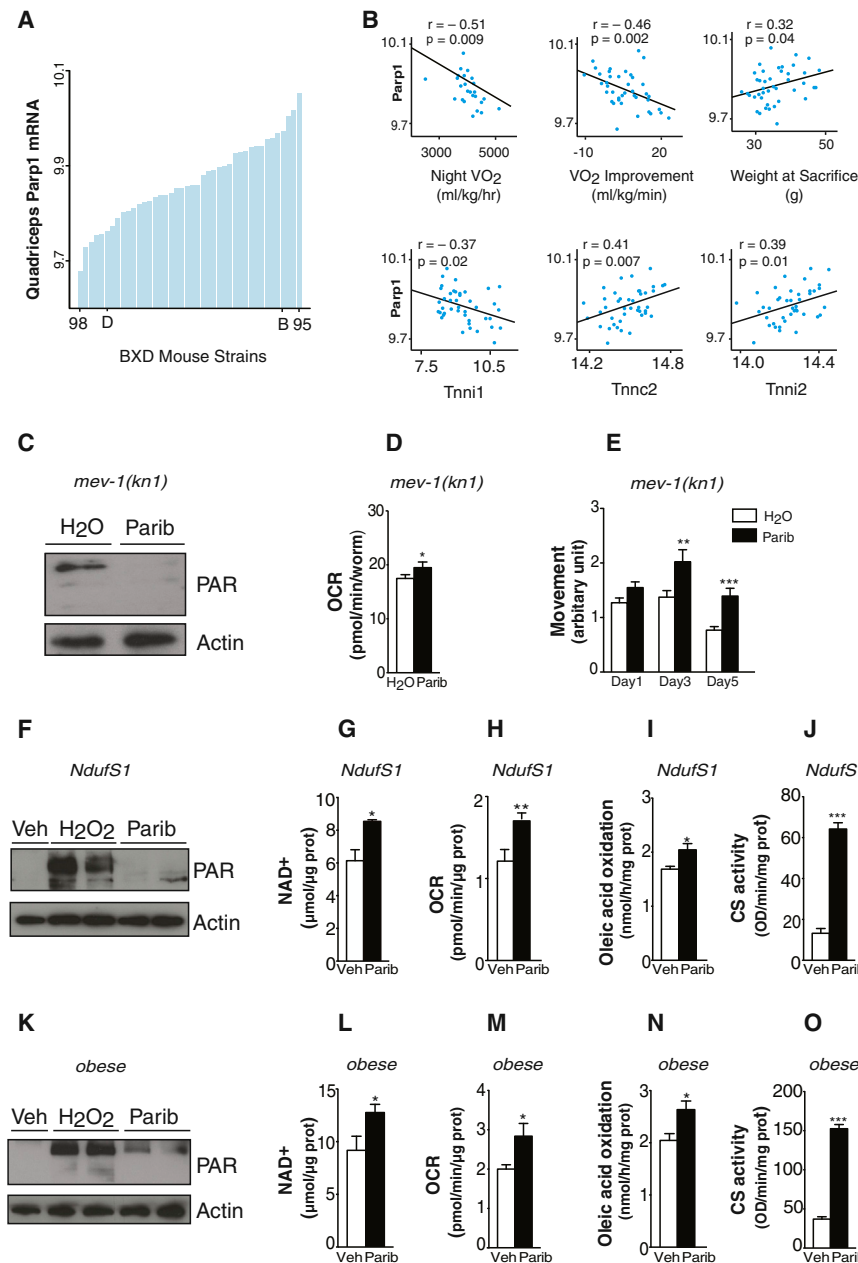 A
Quadriceps Parp1 mRNA
10.1
9.9
9.7
98 D B 95
BXD Mouse Strains
B
r = − 0.51
p = 0.009
10.1
Parp1
9.7
3000 5000
Night VO2
(ml/kg/hr)
r = − 0.46
p = 0.002
10.1
9.7
-10 20
VO2 Improvement
(ml/kg/min)
r = 0.32
p = 0.04
10.1
9.7
30 50
Weight at Sacrifice
(g)
r = − 0.37
p = 0.02
10.1
Parp1
9.7
7.5 10.5
Tnni1
r = 0.41
p = 0.007
10.1
9.7
14.2 14.8
Tnnc2
r = 0.39
p = 0.01
10.1
9.7
14.0 14.4
Tnni2
C
mev-1(kn1)
H2O Parib
PAR
Actin
D
mev-1(kn1)
OCR
(pmol/min/worm)
30
20
10
0
*
H2O Parib
E
mev-1(kn1)
Movement
(arbitary unit)
3
2
1
0
H2O
Parib
**
***
Day1 Day3 Day5
F
NdufS1
Veh H2O2 Parib
PAR
Actin
G
NdufS1
NAD+
(μmol/μg prot)
10
8
6
4
2
0
*
Veh Parib
H
NdufS1
OCR
(pmol/min/μg prot)
2
1
0
**
Veh Parib
I
NdufS1
Oleic acid oxidation
(nmol/h/mg prot)
3
2
1
0
*
Veh Parib
J
NdufS
CS activity
(OD/min/mg prot)
80
60
40
20
0
***
Veh Parib
K
obese
Veh H2O2 Parib
PAR
Actin
L
obese
NAD+
(μmol/μg prot)
15
10
5
0
*
Veh Parib
M
obese
OCR
(pmol/min/μg prot)
4
3
2
1
0
*
Veh Parib
N
obese
Oleic acid oxidation
(nmol/h/mg prot)
3
2
1
0
*
Veh Parib
O
obese
CS activity
(OD/min/mg prot)
200
150
100
50
0
***
Veh Parib